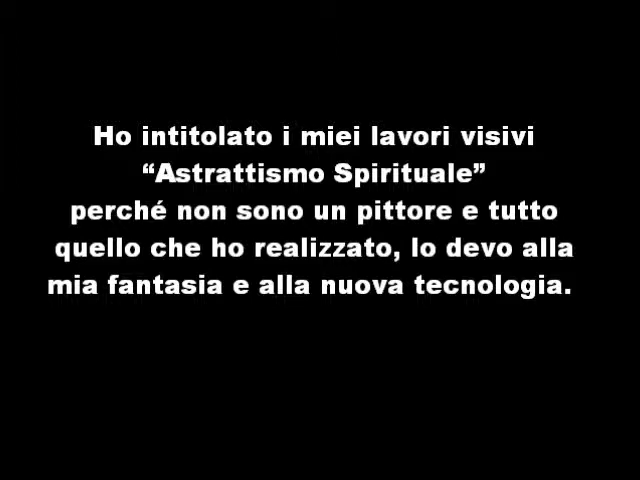 Ho intitolato i miei lavori visivi
“Astrattismo Spirituale”
perché non sono un pittore e tutto
quello che ho realizzato, lo devo alla
mia fantasia e alla nuova tecnologia.